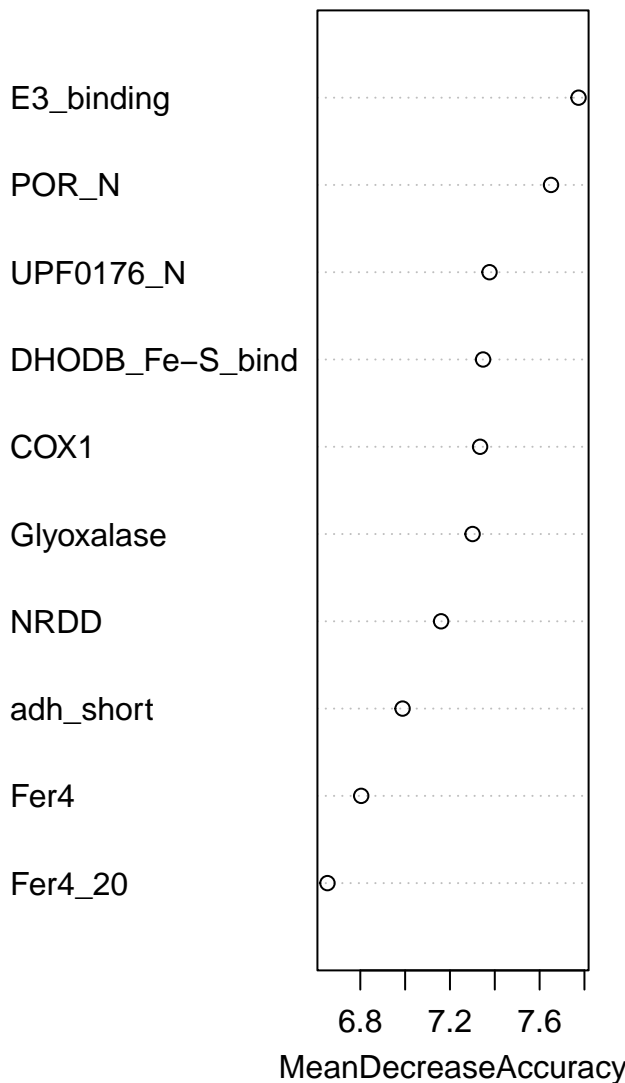 E3_binding
POR_N
UPF0176_N
DHODB_Fe−S_bind
COX1
Glyoxalase
NRDD
adh_short
Fer4
Fer4_20
6.8 7.2 7.6
MeanDecreaseAccuracy